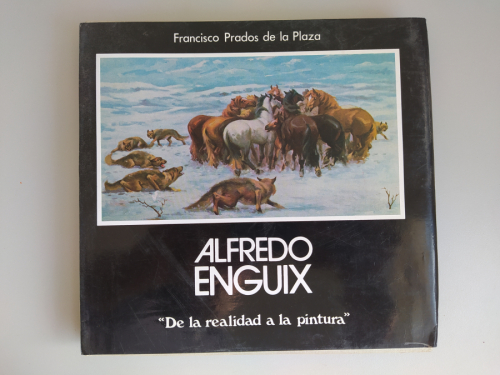 Francisco Prados de la Plaza
ALFREDO
ENGUIX
“De la realidad a la pintura”